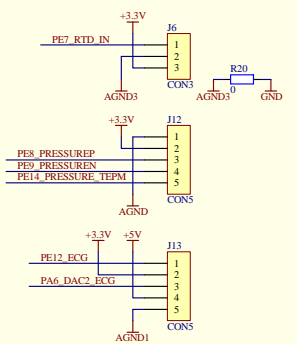 +3.3V
J6
PE7_RTD_IN
1
2
3
CON3
AGND3
R20
0
AGND3
GND
J12
+3.3V
1
2
PE8_PRESSUREP
3
PE9_PRESSUREN
4
PE14_PRESSURE_TEPM
5
AGND
CON5
+3.3V
+5V
J13
PE12_ECG
1
2
PA6_DAC2_ECG
3
4
5
CON5
AGND1